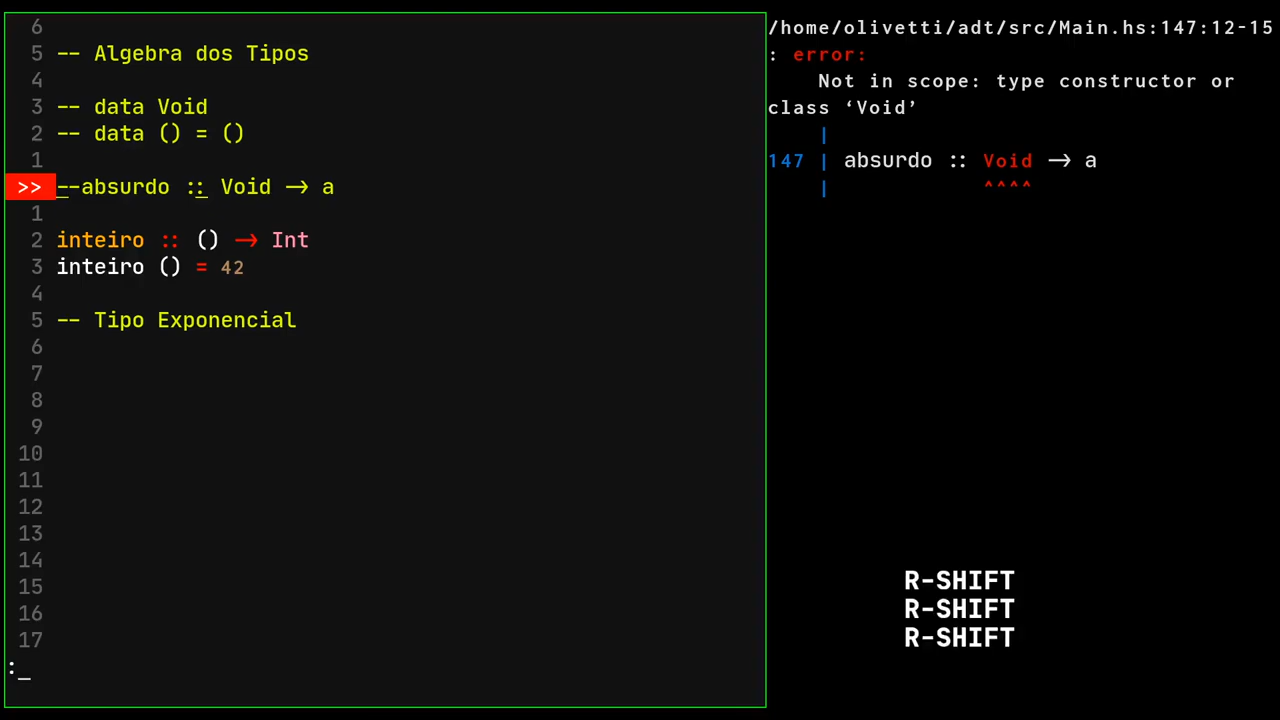 6
5 -- Algebra dos Tipos
4
3 -- data Void
2 -- data () = ()
1
>> --absurdo :: Void -> a
1
2 inteiro :: () -> Int
3 inteiro () = 42
4
5 -- Tipo Exponencial
6
7
8
9
10
11
12
13
14
15
16
17
:_
/home/olivetti/adt/src/Main.hs:147:12-15
: error:
Not in scope: type constructor or
class ‘Void’
|
147 | absurdo :: Void -> a
| ^^^^
R-SHIFT
R-SHIFT
R-SHIFT